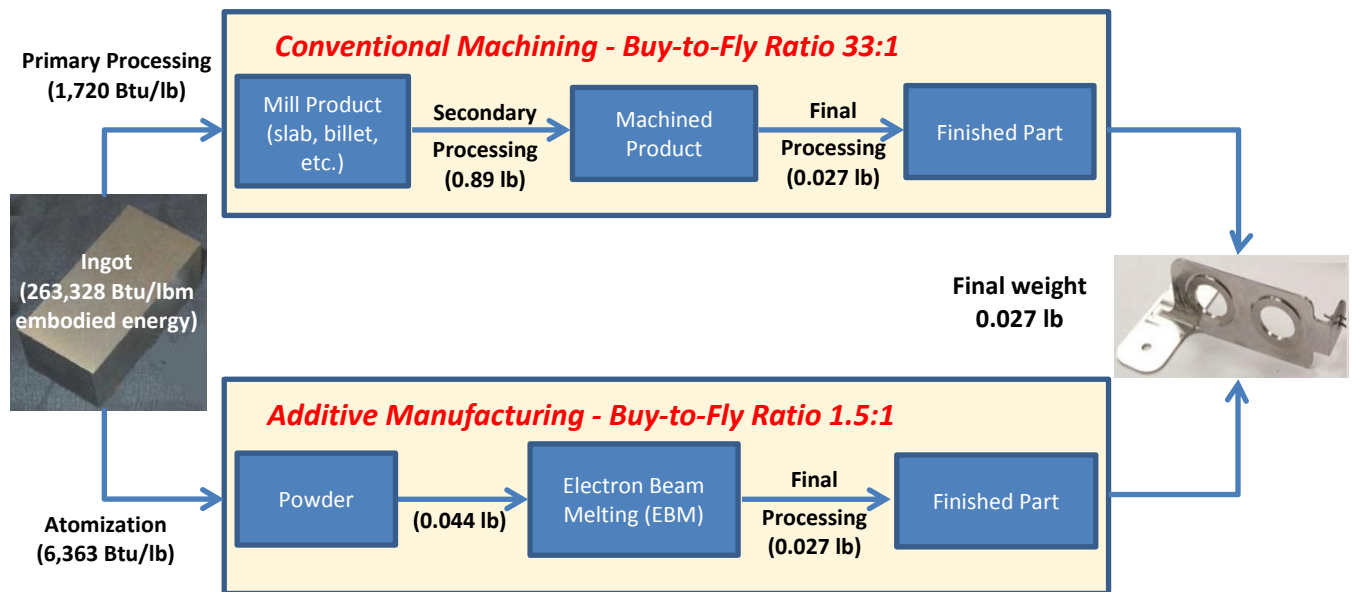 Conventional Machining - Buy-to-Fly Ratio 33:1
Primary Processing
(1,720 Btu/lb)
Mill Product
(slab, billet,
etc.)
Secondary
Processing
(0.89 lb)
Machined
Product
Final
Processing
(0.027 lb)
Finished Part
Ingot
(263,328 Btu/lbm
embodied energy)
Final weight
0.027 lb
Additive Manufacturing - Buy-to-Fly Ratio 1.5:1
Atomization
(6,363 Btu/lb)
Powder
(0.044 lb)
Electron Beam
Melting (EBM)
Final
Processing
(0.027 lb)
Finished Part